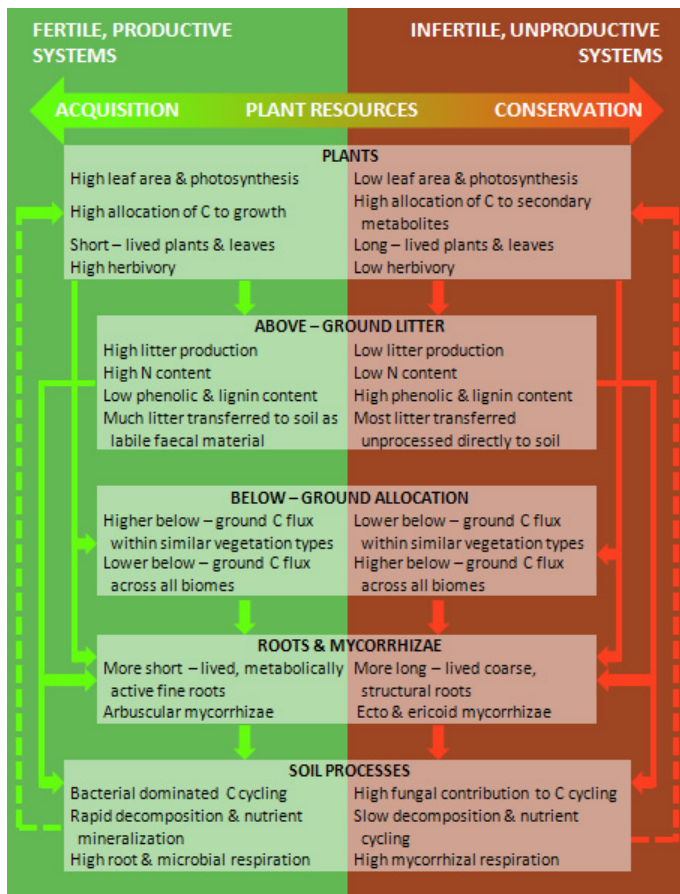 FERTILE, PRODUCTIVE
SYSTEMS
INFERTILE, UNPRODUCTIVE
SYSTEMS
ACQUISITION PLANT RESOURCES CONSERVATION
PLANTS
High leaf area & photosynthesis
High allocation of C to growth
Short – lived plants & leaves
High herbivory
Low leaf area & photosynthesis
High allocation of C to secondary
metabolites
Long – lived plants & leaves
Low herbivory
ABOVE – GROUND LITTER
High litter production
High N content
Low phenolic & lignin content
Much litter transferred to soil as
labile faecal material
Low litter production
Low N content
High phenolic & lignin content
Most litter transferred
unprocessed directly to soil
BELOW – GROUND ALLOCATION
Higher below – ground C flux
within similar vegetation types
Lower below – ground C flux
across all biomes
Lower below – ground C flux
within similar vegetation types
Higher below – ground C flux
across all biomes
ROOTS & MYCORRHIZAE
More short – lived, metabolically
active fine roots
Arbuscular mycorrhizae
More long – lived coarse,
structural roots
Ecto & ericoid mycorrhizae
SOIL PROCESSES
Bacterial dominated C cycling
Rapid decomposition & nutrient
mineralization
High root & microbial respiration
High fungal contribution to C cycling
Slow decomposition & nutrient
cycling
High mycorrhizal respiration